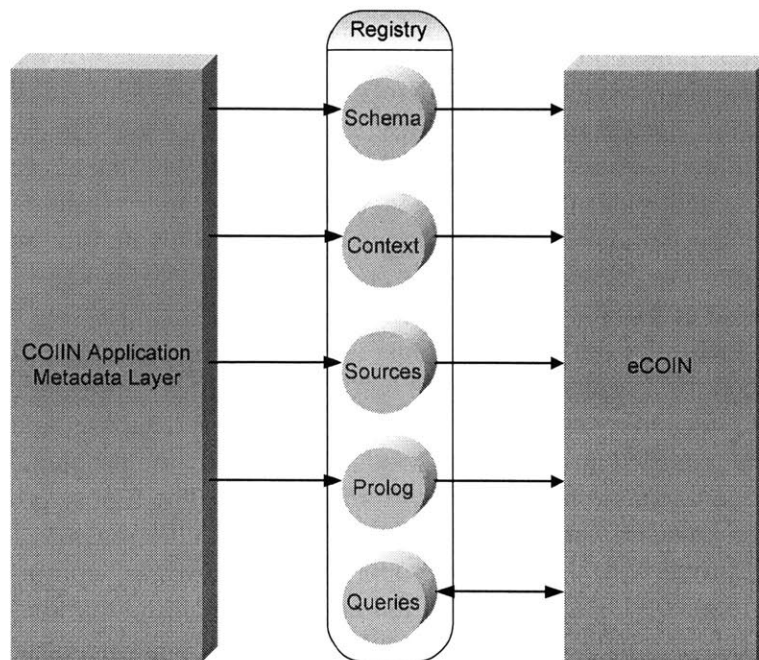 Registry
Schema
Context
COIIN Application
Metadata Layer
Sources
eCOIN
Prolog
Queries